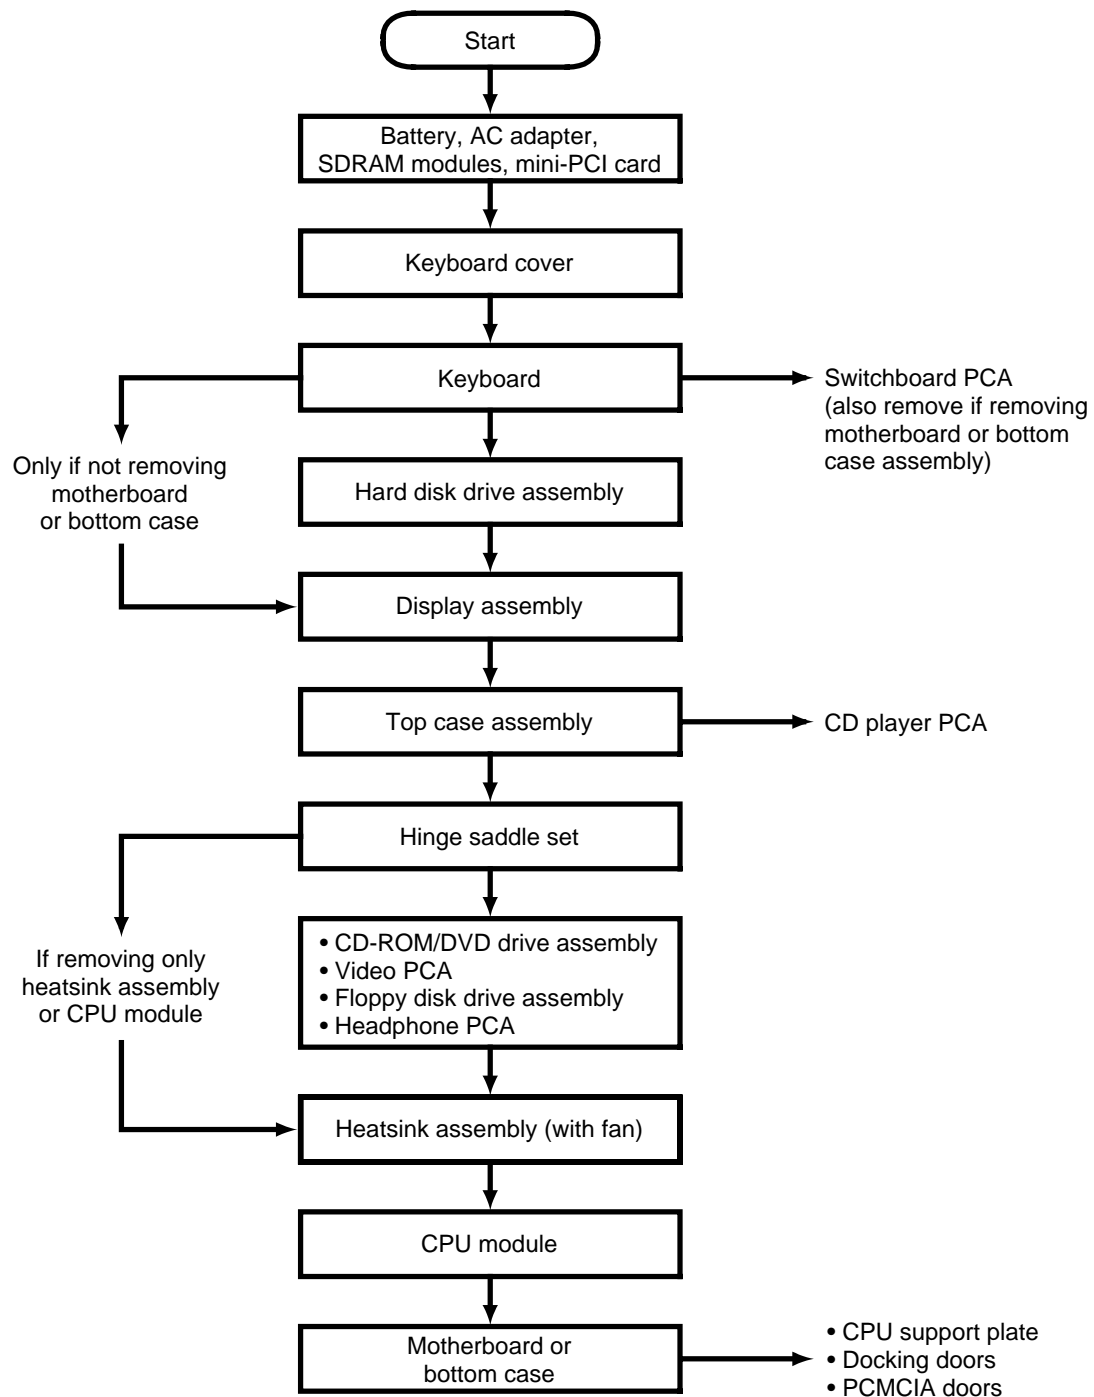 Start
Battery, AC adapter,
SDRAM modules, mini-PCI card
Keyboard cover
Keyboard
Switchboard PCA
(also remove if removing
motherboard or bottom
case assembly)
Only if not removing
motherboard
or bottom case
Hard disk drive assembly
Display assembly
Top case assembly
CD player PCA
Hinge saddle set
If removing only
heatsink assembly
or CPU module
• CD-ROM/DVD drive assembly
• Video PCA
• Floppy disk drive assembly
• Headphone PCA
Heatsink assembly (with fan)
CPU module
Motherboard or
bottom case
• CPU support plate
• Docking doors
• PCMCIA doors